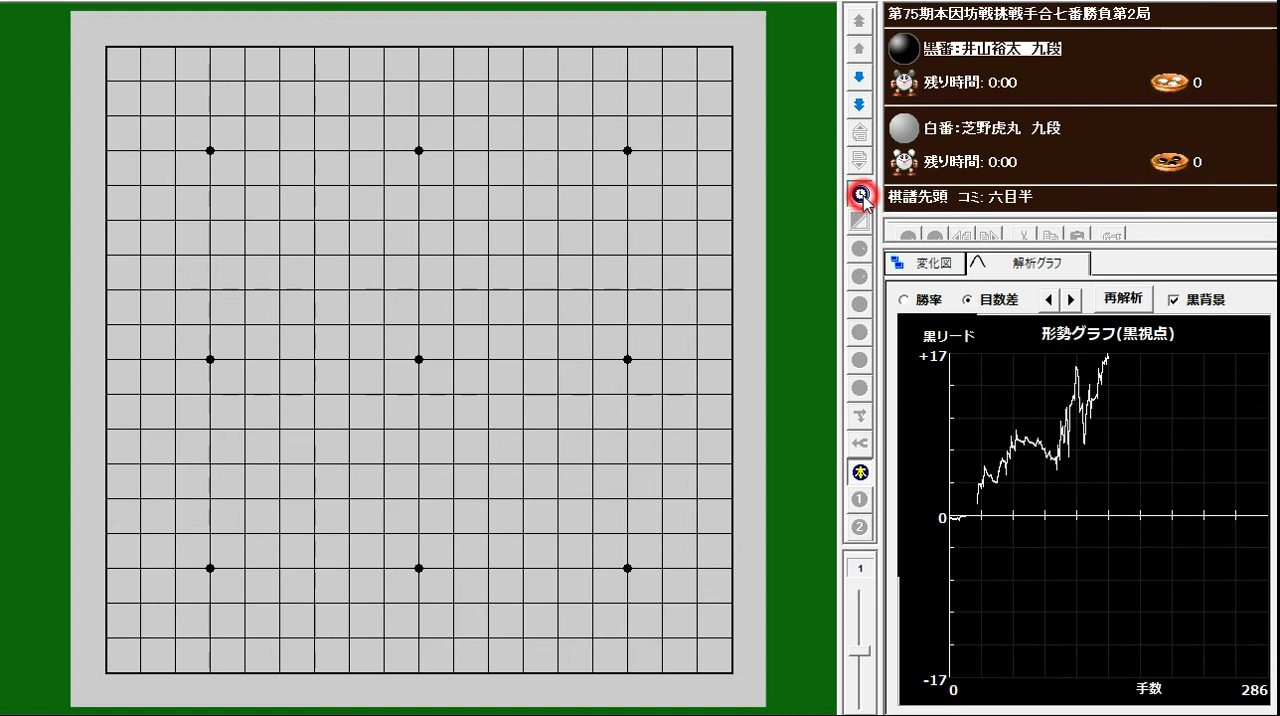 第75期本因坊戦挑戦手合七番勝負第2局
黒番:井山裕太 九段
残り時間: 0:00
0
白番:芝野虎丸 九段
残り時間: 0:00
0
棋譜先頭 コミ: 六目半
変化図
解析グラフ
勝率
目数差
再解析
黒背景
黒リード
形勢グラフ(黒視点)
+17
0
-17
0
手数
286
本
1
2
1